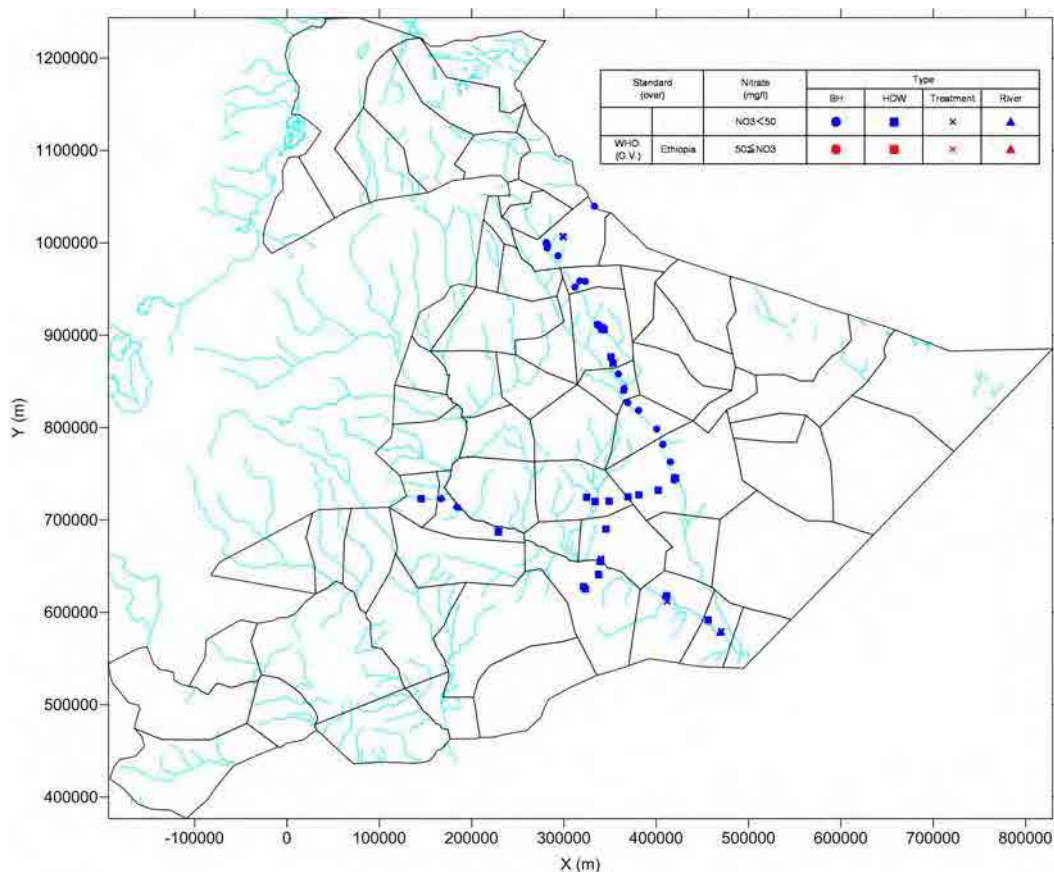 1200000
1100000
1000000
900000
800000
700000
600000
500000
400000
Y (m)
-100000 0 100000 200000 300000 400000 500000 600000 700000 800000
X (m)
Standard (over) Nitrate (mg/l) Type
BH HDW Treatment River
NO3<50
WHO (G.V.) Ethiopia 50≦NO3